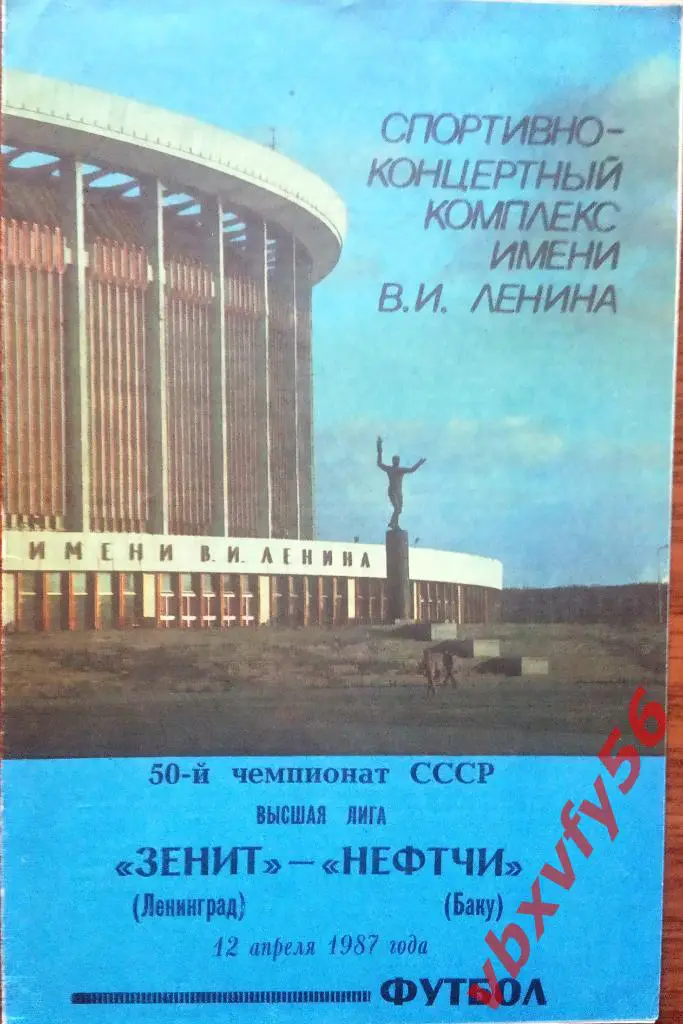 СПОРТИВНО-
КОНЦЕРТНЫЙ
КОМПЛЕКС
ИМЕНИ
В.И. ЛЕНИНА
ИМЕНИ В.И. ЛЕНИНА
50-й чемпионат СССР
ВЫСШАЯ ЛИГА
«ЗЕНИТ» — «НЕФТЧИ»
(Ленинград) (Баку)
12 апреля 1987 года
ФУТБОЛ
vbxvfy56